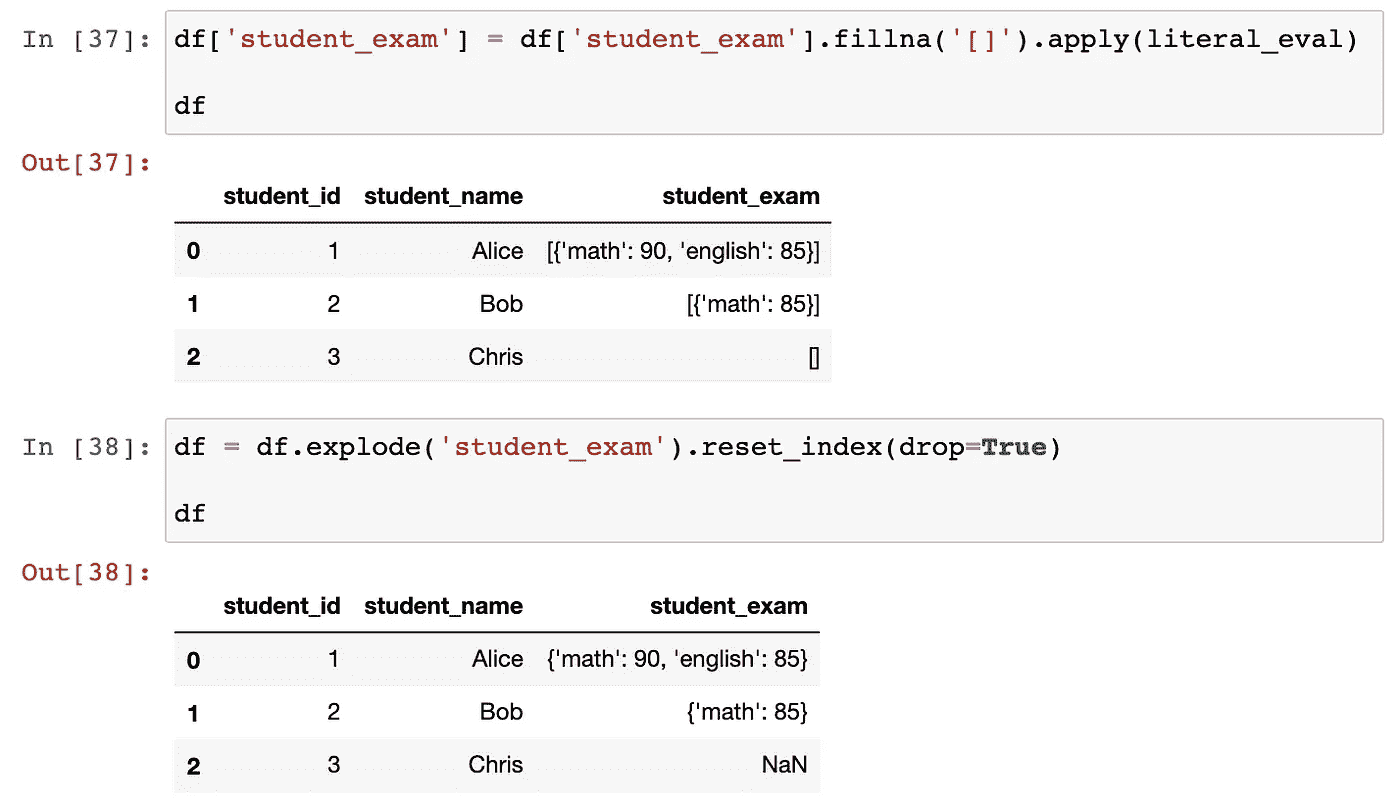 In [37]: df['student_exam'] = df['student_exam'].fillna('[]').apply(literal_eval)
df
Out[37]:
student_id student_name student_exam
0 1 Alice [{'math': 90, 'english': 85}]
1 2 Bob [{'math': 85}]
2 3 Chris []
In [38]: df = df.explode('student_exam').reset_index(drop=True)
df
Out[38]:
student_id student_name student_exam
0 1 Alice {'math': 90, 'english': 85}
1 2 Bob {'math': 85}
2 3 Chris NaN